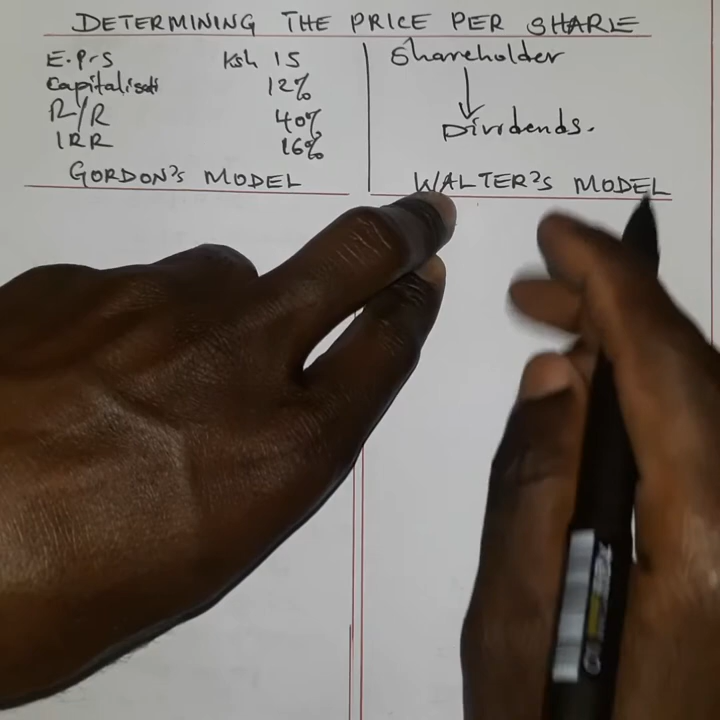 DETERMINING THE PRICE PER SHARE
E.P.S Ksh 15
Capitalisati 12%
R/R 40%
IRR 16%
Shareholder
Dividends.
GORDON'S MODEL
WALTER'S MODEL